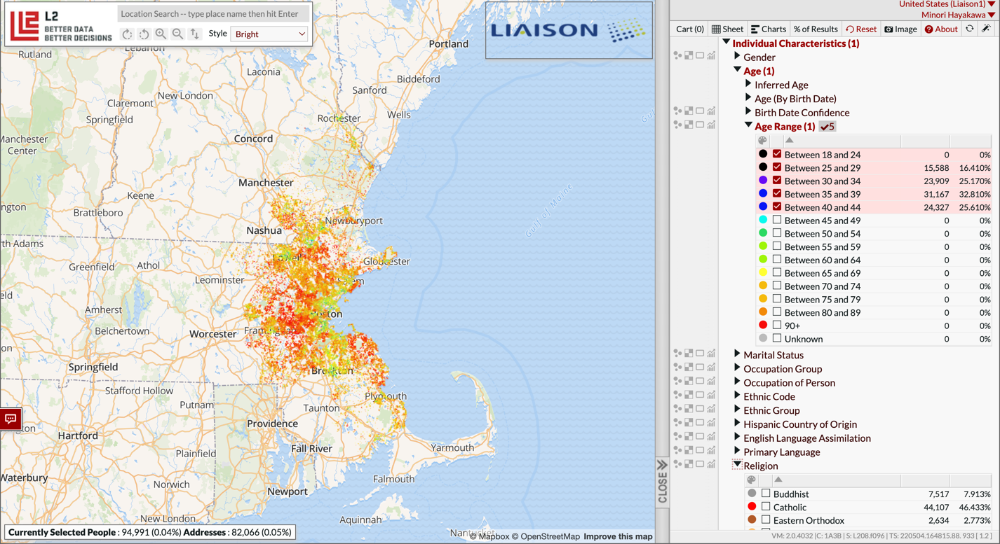 L2
BETTER DATA
BETTER DECISIONS
Location Search -- type place name then hit Enter
Style Bright
LIAISON
Portland
Lebanon
Rutland
Laconia
Biddeford
New London
Sanford
Claremont
Springfield
Rochester
Wells
Manchester
Center
Concord
Manchester
Keene
Brattleboro
Newburyport
Nashua
Gulf of Maine
th Adams
Greenfield
Athol
Lowell
Gloucester
Leominster
Salem
Amherst
Boston
Belchertown
Worcester
Framingham
Springfield
Brockton
Stafford Hollow
Plymouth
Putnam
Taunton
Providence
Hartford
Fall River
Yarmouth
Plainfield
Waterbury
Norwich
Falmouth
Newport
New London
Aquinnah
Nantucket
Currently Selected People : 94,991 (0.04%) Addresses : 82,066 (0.05%)
© Mapbox © OpenStreetMap Improve this map
CLOSE
United States (Liaison1)
Minori Hayakawa
Cart (0) Sheet Charts % of Results Reset Image About
Individual Characteristics (1)
Gender
Age (1)
Inferred Age
Age (By Birth Date)
Birth Date Confidence
Age Range (1) 5
Between 18 and 24 0 0%
Between 25 and 29 15,588 16.410%
Between 30 and 34 23,909 25.170%
Between 35 and 39 31,167 32.810%
Between 40 and 44 24,327 25.610%
Between 45 and 49 0 0%
Between 50 and 54 0 0%
Between 55 and 59 0 0%
Between 60 and 64 0 0%
Between 65 and 69 0 0%
Between 70 and 74 0 0%
Between 75 and 79 0 0%
Between 80 and 89 0 0%
90+ 0 0%
Unknown 0 0%
Marital Status
Occupation Group
Occupation of Person
Ethnic Code
Ethnic Group
Hispanic Country of Origin
English Language Assimilation
Primary Language
Religion
Buddhist 7,517 7.913%
Catholic 44,107 46.433%
Eastern Orthodox 2,634 2.773%
VM: 2.0.4032 |C: 1A3B | S: L208.f096 | TS: 220504.164815.88. 933 [ 1.2 ]